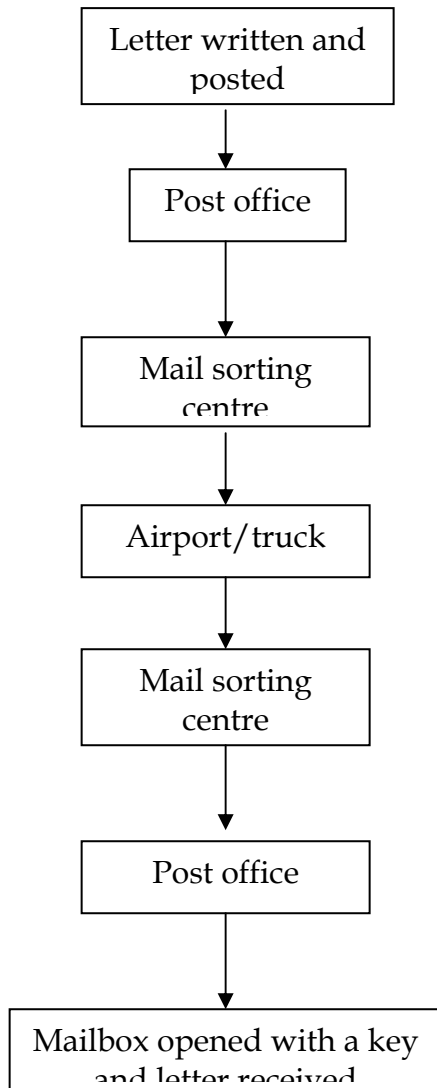 Letter written and
posted
Post office
Mail sorting
centre
Airport/truck
Mail sorting
centre
Post office
Mailbox opened with a key
and letter received